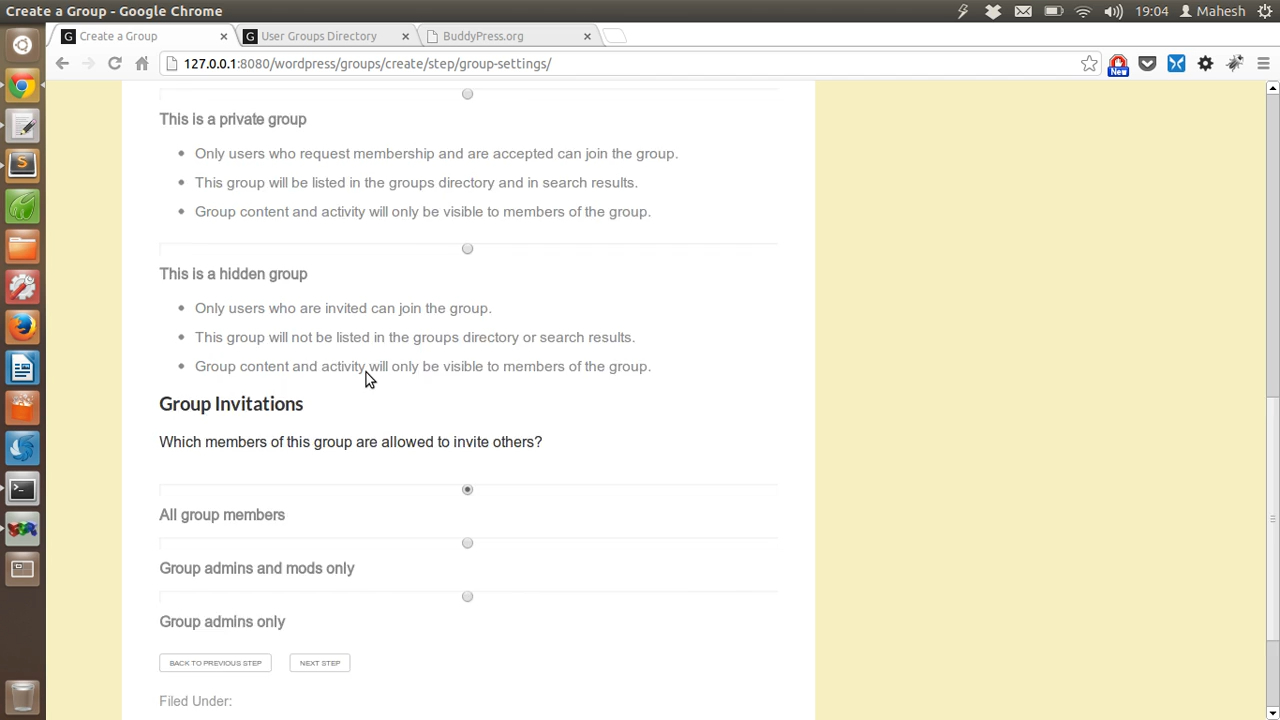 Create a Group - Google Chrome
19:04
Mahesh
Create a Group
User Groups Directory
BuddyPress.org
127.0.0.1:8080/wordpress/groups/create/step/group-settings/
New
This is a private group
Only users who request membership and are accepted can join the group.
This group will be listed in the groups directory and in search results.
Group content and activity will only be visible to members of the group.
This is a hidden group
Only users who are invited can join the group.
This group will not be listed in the groups directory or search results.
Group content and activity will only be visible to members of the group.
Group Invitations
Which members of this group are allowed to invite others?
All group members
Group admins and mods only
Group admins only
BACK TO PREVIOUS STEP
NEXT STEP
Filed Under: